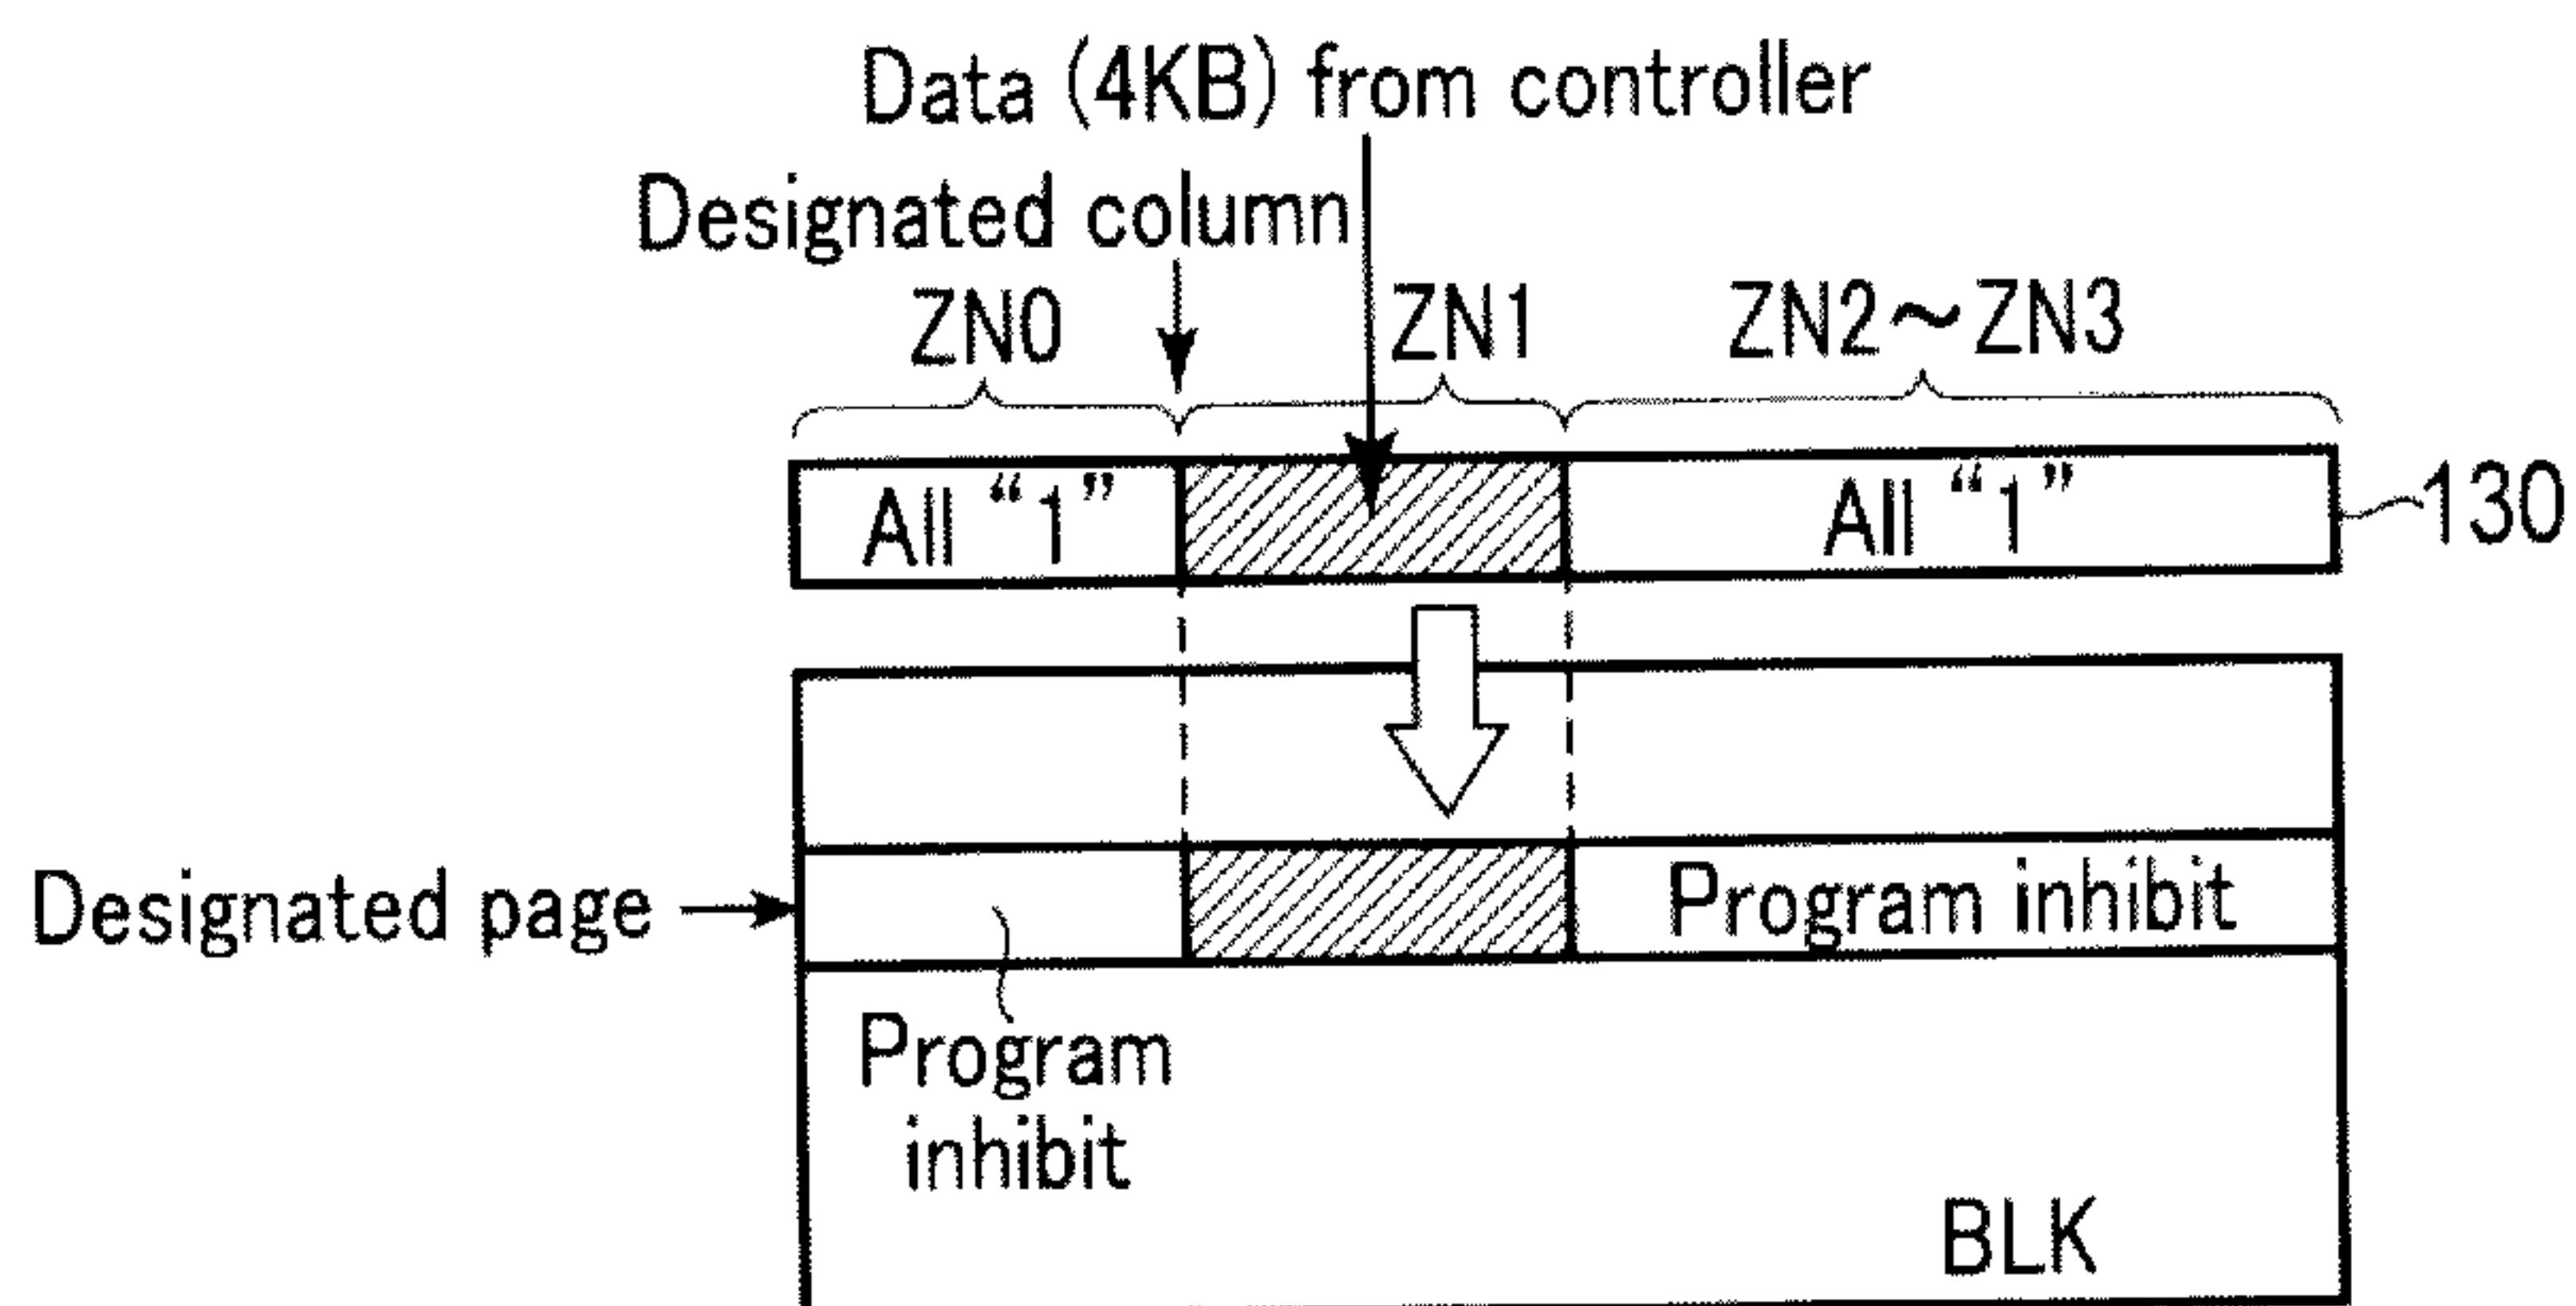 Data (4KB) from controller
Designated column
ZN0
ZN1
ZN2~ZN3
All “1”
All “1”
130
Designated page
Program inhibit
Program
inhibit
BLK